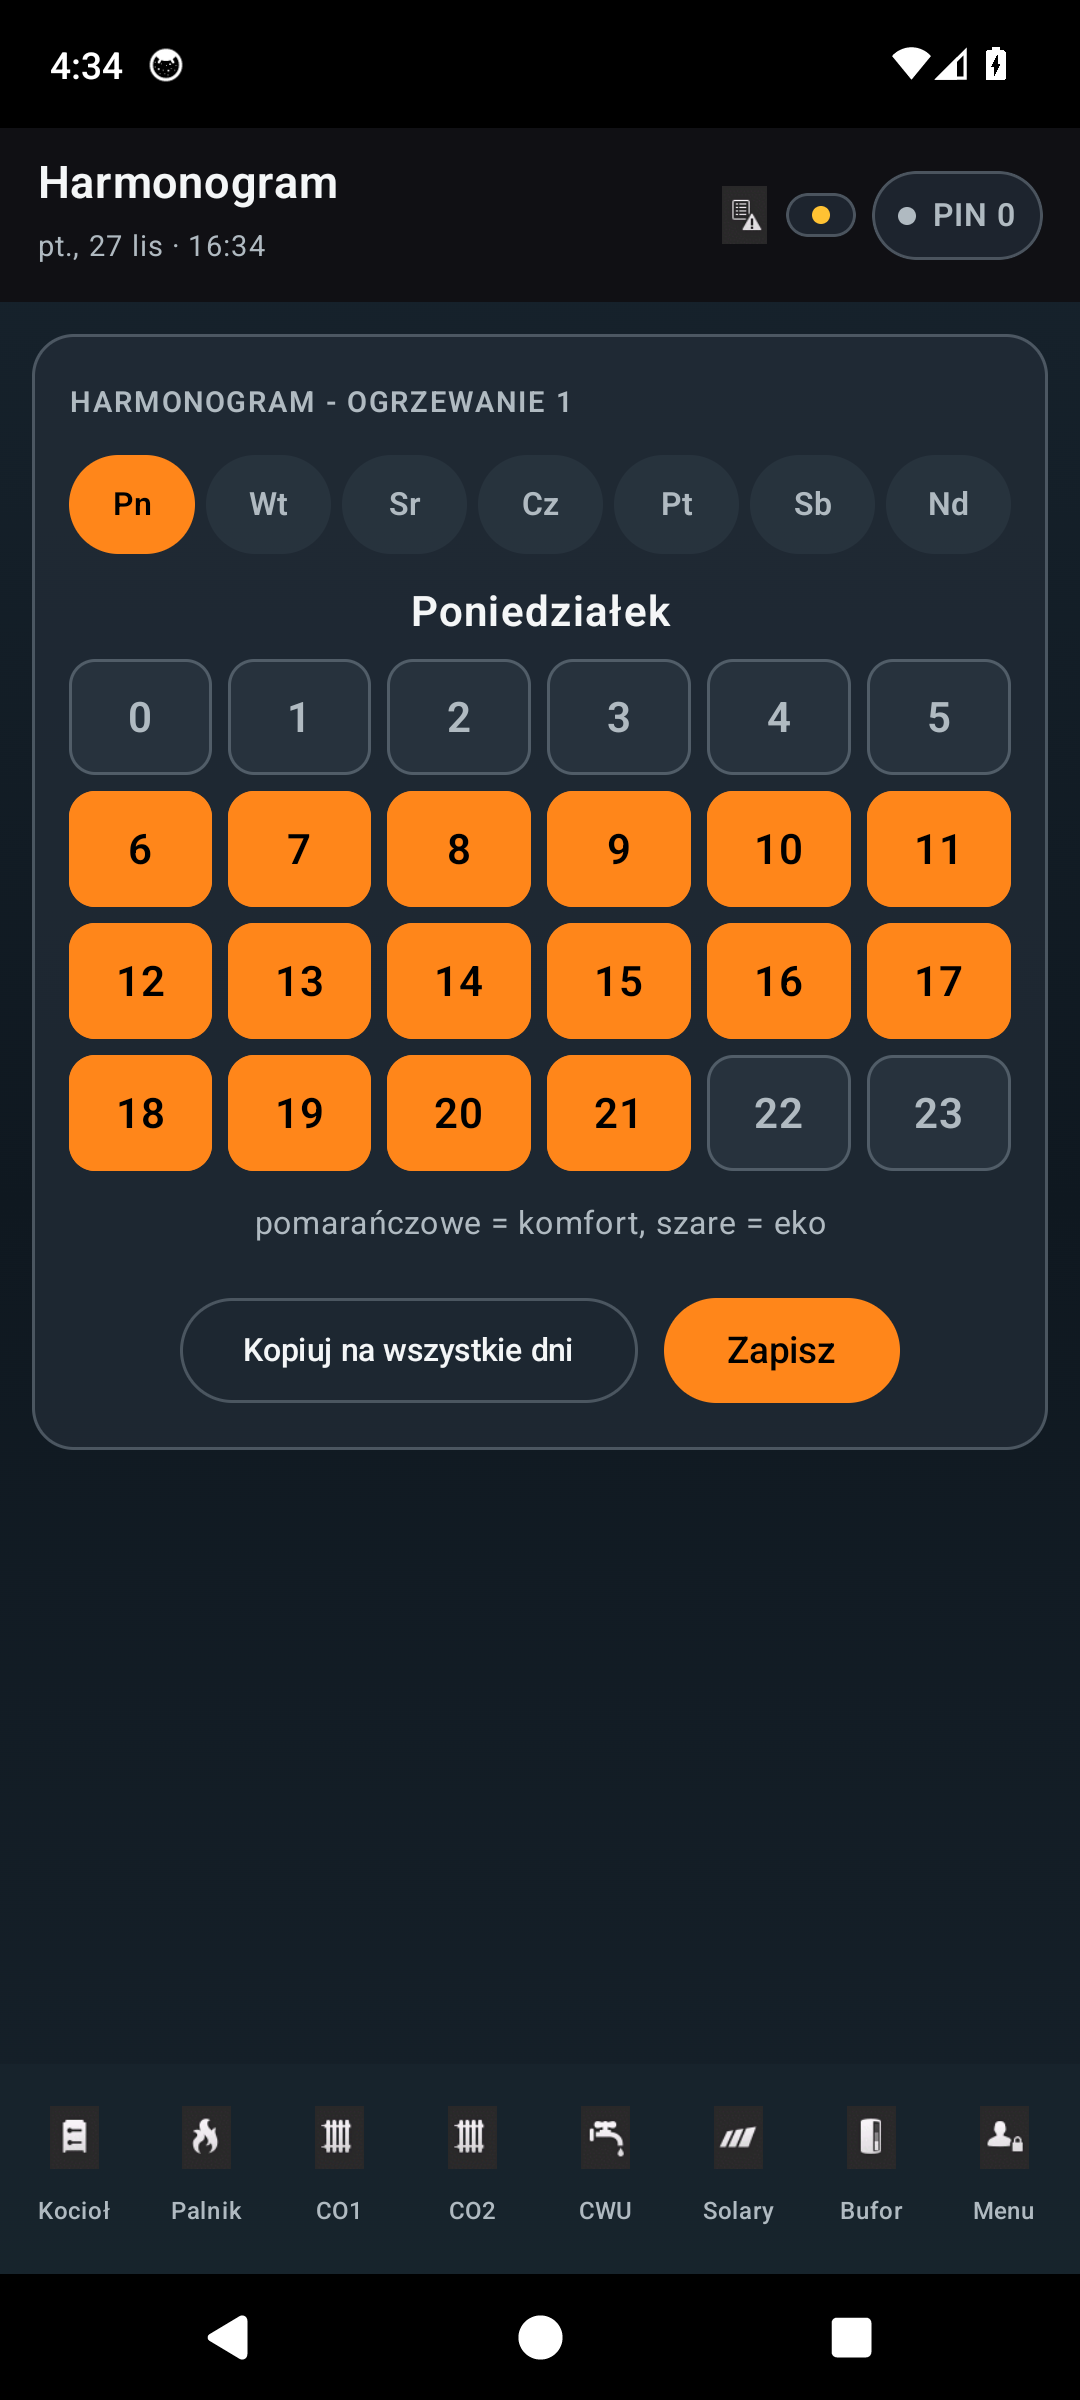 4:34
Harmonogram
pt., 27 lis · 16:34
PIN 0
HARMONOGRAM - OGRZEWANIE 1
Pn Wt Sr Cz Pt Sb Nd
Poniedziałek
0 1 2 3 4 5
6 7 8 9 10 11
12 13 14 15 16 17
18 19 20 21 22 23
pomarańczowe = komfort, szare = eko
Kopiuj na wszystkie dni Zapisz
Kocioł Palnik CO1 CO2 CWU Solary Bufor Menu